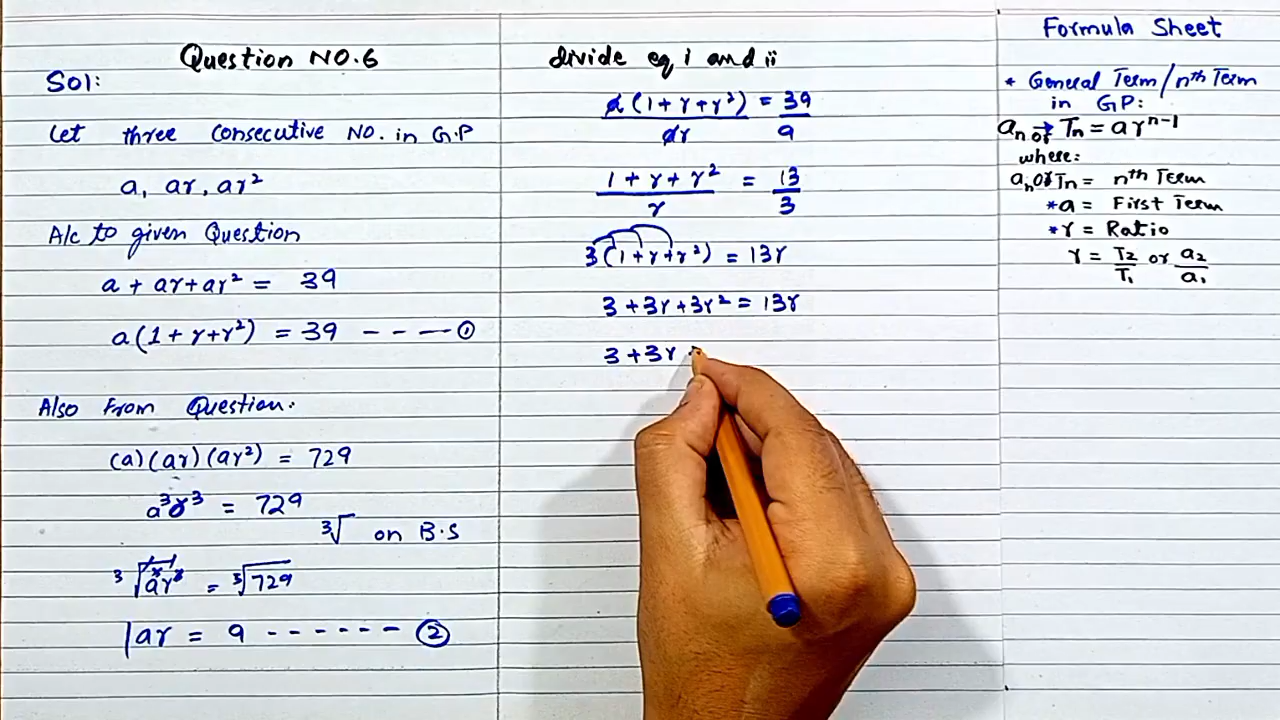 Question NO.6
Sol:
Let three consecutive NO. in G.P
a, ar, ar²
A/c to given Question
a + ar + ar² = 39
a(1 + r + r²) = 39 - - - - ①
Also From Question:
(a)(ar)(ar²) = 729
a³r³ = 729
³√ on B.S
³√a³r³ = ³√729
ar = 9 - - - - - - ②
divide eq i and ii
a(1 + r + r²)/ar = 39/9
1 + r + r²/r = 13/3
3(1 + r + r²) = 13r
3 + 3r + 3r² = 13r
3 + 3r
Formula Sheet
* General Term/nth Term
in GP:
an or Tn = ar^n-1
where:
an or Tn = nth Term
*a = First Term
*r = Ratio
r = T2/T1 or a2/a1